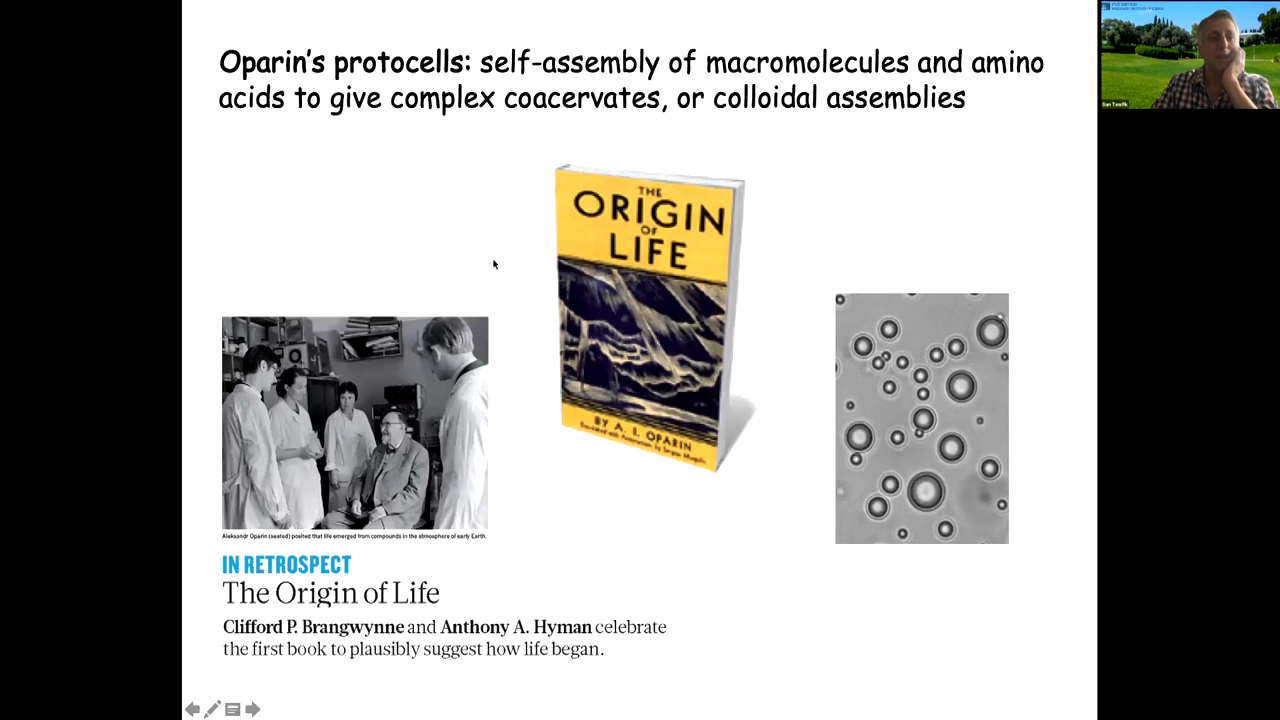 Oparin's protocells: self-assembly of macromolecules and amino
acids to give complex coacervates, or colloidal assemblies
THE
ORIGIN
OF
LIFE
BY A. I. OPARIN
Aleksandr Oparin (seated) posited that life emerged from compounds in the atmosphere of early Earth.
IN RETROSPECT
The Origin of Life
Clifford P. Brangwynne and Anthony A. Hyman celebrate
the first book to plausibly suggest how life began.
Dan Tawfik